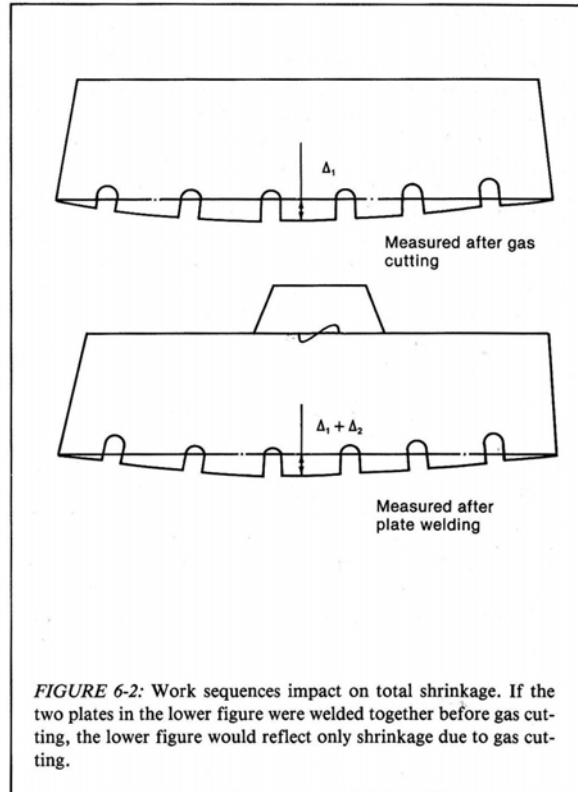 Δ₁
Measured after gas
cutting
Δ₁ + Δ₂
Measured after
plate welding
FIGURE 6-2: Work sequences impact on total shrinkage. If the
two plates in the lower figure were welded together before gas cut-
ting, the lower figure would reflect only shrinkage due to gas cut-
ting.